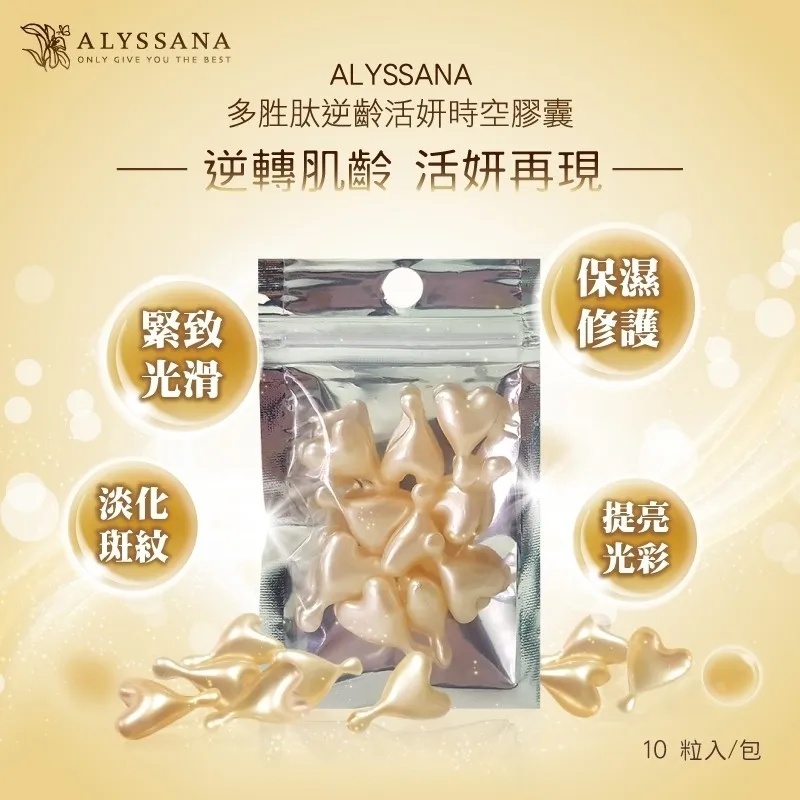 ALYSSANA
ONLY GIVE YOU THE BEST
ALYSSANA
多胜肽逆齡活妍時空膠囊
逆轉肌齡 活妍再現
緊致
光滑
保濕
修護
淡化
斑紋
提亮
光彩
10 粒入/包